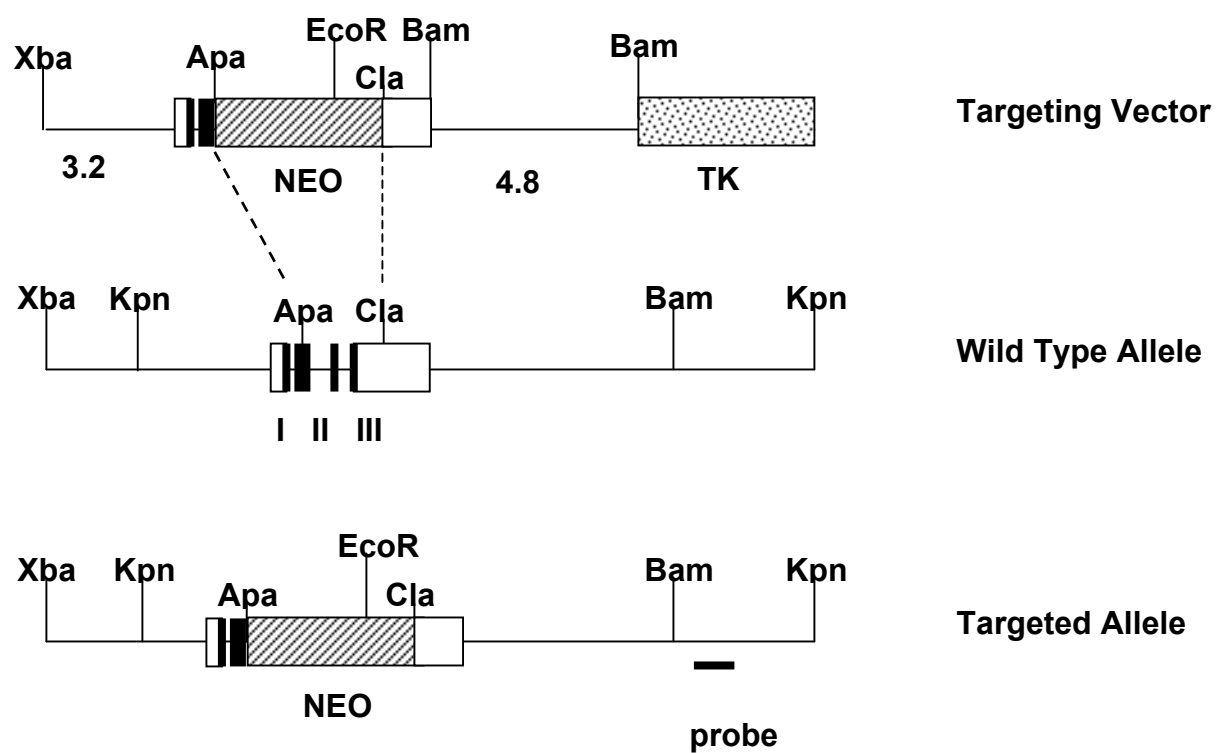 EcoR Bam
Xba Apa Bam
Cla
Targeting Vector
3.2 NEO 4.8 TK
Xba Kpn Apa Cla Bam Kpn
Wild Type Allele
I II III
EcoR
Xba Kpn Apa Cla Bam Kpn
Targeted Allele
NEO
probe